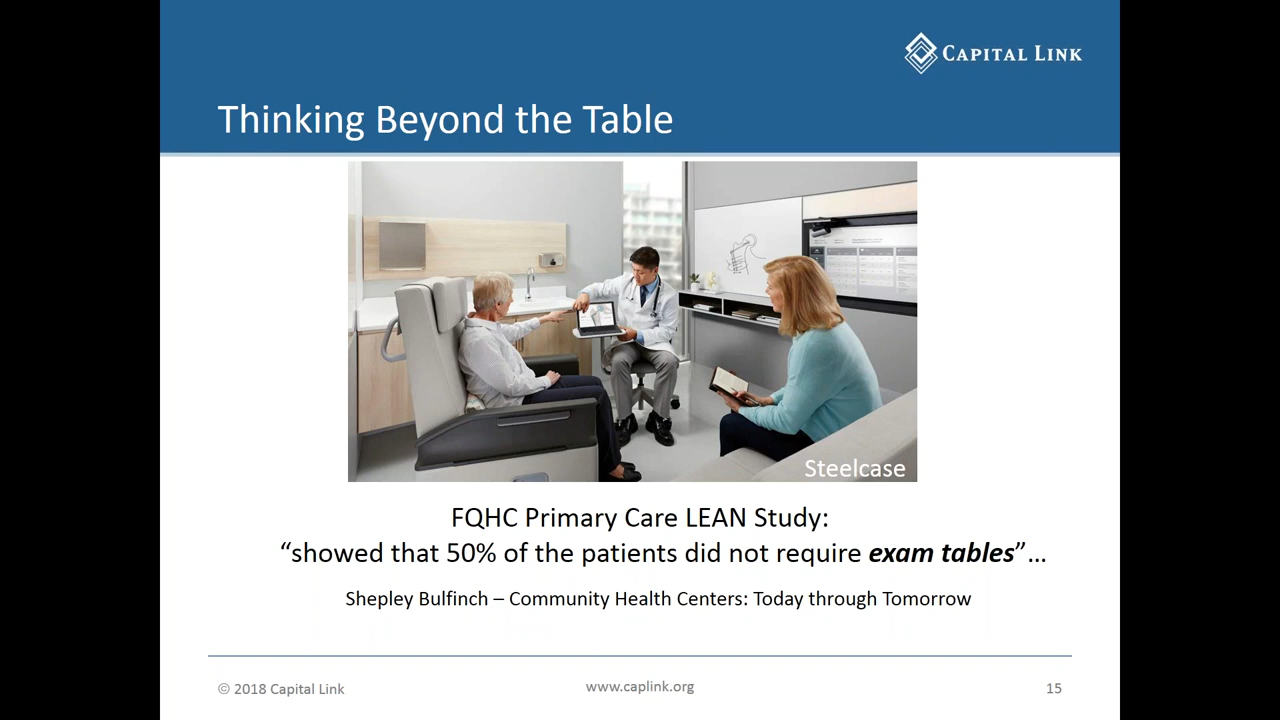 CAPITAL LINK
Thinking Beyond the Table
Steelcase
FQHC Primary Care LEAN Study:
“showed that 50% of the patients did not require exam tables”…
Shepley Bulfinch – Community Health Centers: Today through Tomorrow
© 2018 Capital Link
www.caplink.org
15